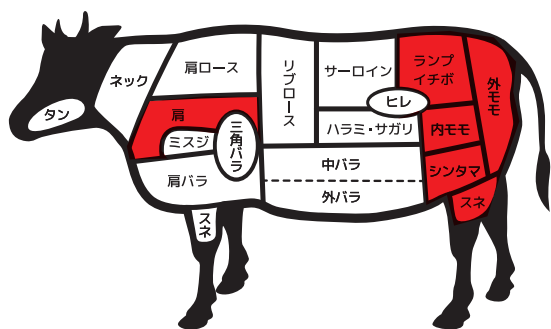 タン
ネック
肩ロース
肩
ミスジ
三角バラ
肩バラ
スネ
リブロース
サーロイン
ヒレ
ハラミ・サガリ
中バラ
外バラ
ランプ
イチボ
外モモ
内モモ
シンタマ
スネ